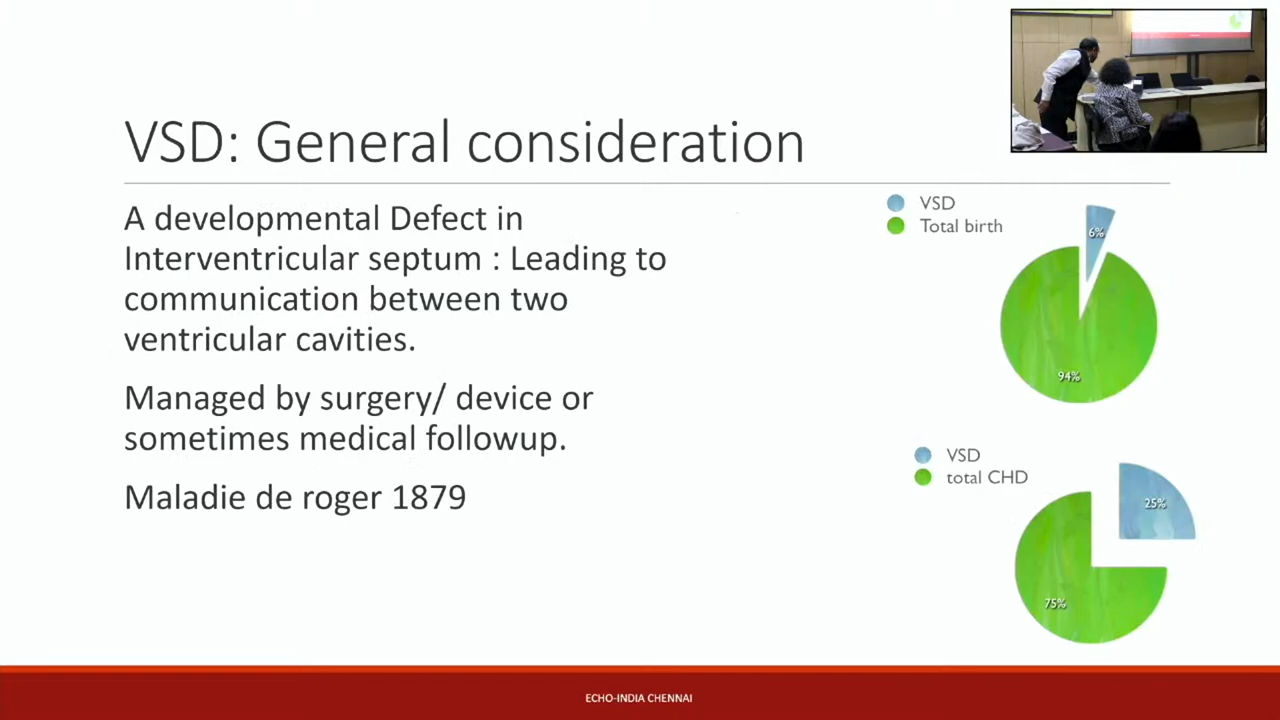 VSD: General consideration
A developmental Defect in
Interventricular septum : Leading to
communication between two
ventricular cavities.
Managed by surgery/ device or
sometimes medical followup.
Maladie de roger 1879
VSD
Total birth
6%
94%
VSD
total CHD
25%
75%
ECHO-INDIA CHENNAI